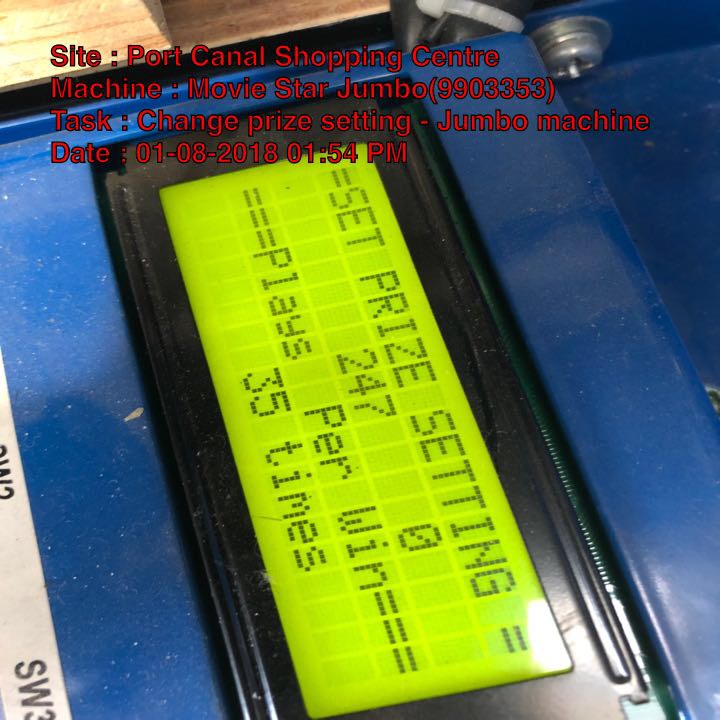 Site : Port Canal Shopping Centre
Machine : Movie Star Jumbo(9903353)
Task : Change prize setting - Jumbo machine
Date : 01-08-2018 01:54 PM
=SET PRIZE SETTING =
247 0
===Plays Per Win===
35 times
SW3